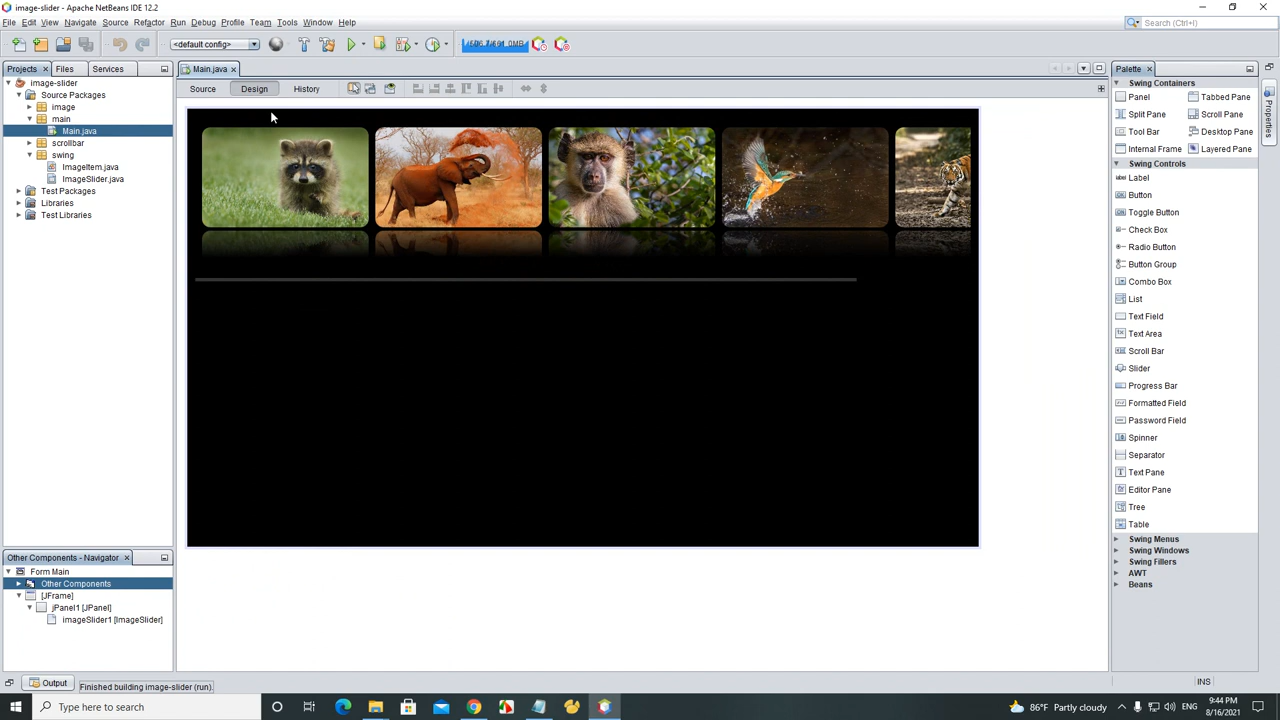 image-slider - Apache NetBeans IDE 12.2
File Edit View Navigate Source Refactor Run Debug Profile Team Tools Window Help
Search (Ctrl+I)
<default config>
Projects Files Services
Main.java
Palette
Source Design History
image-slider
Source Packages
image
main
Main.java
scrollbar
swing
ImageItem.java
ImageSlider.java
Test Packages
Libraries
Test Libraries
Swing Containers
Panel Tabbed Pane
Split Pane Scroll Pane
Tool Bar Desktop Pane
Internal Frame Layered Pane
Swing Controls
Label
Button
Toggle Button
Check Box
Radio Button
Button Group
Combo Box
List
Text Field
Text Area
Scroll Bar
Slider
Progress Bar
Formatted Field
Password Field
Spinner
Separator
Text Pane
Editor Pane
Tree
Table
Swing Menus
Swing Windows
Swing Fillers
AWT
Beans
Properties
Other Components - Navigator
Form Main
Other Components
[JFrame]
jPanel1 [JPanel]
imageSlider1 [ImageSlider]
Output
Finished building image-slider (run).
INS
Type here to search
86°F Partly cloudy
ENG
9:44 PM
8/16/2021